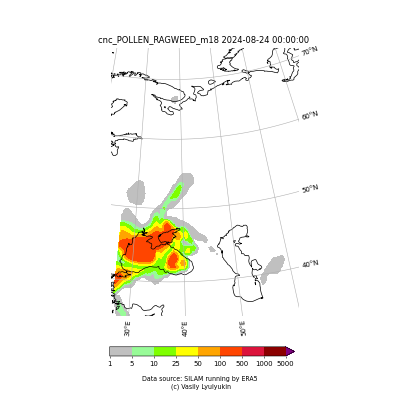 cnc_POLLEN_RAGWEED_m18 2024-08-24 00:00:00
70°N
60°N
50°N
40°N
30°E
40°E
50°E
1 5 10 25 50 100 500 1000 5000
Data source: SILAM running by ERA5
(c) Vasily Lyulyukin